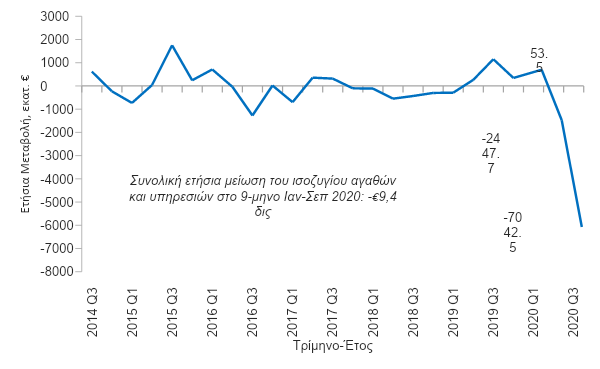 3000
2000
1000
0
-1000
-2000
-3000
-4000
-5000
-6000
-7000
-8000
Ετήσια Μεταβολή, εκατ. €
53.
5
-24
47.
7
-70
42.
5
Συνολική ετήσια μείωση του ισοζυγίου αγαθών
και υπηρεσιών στο 9-μηνο Ιαν-Σεπ 2020: -€9,4
δις
2014 Q3
2015 Q1
2015 Q3
2016 Q1
2016 Q3
2017 Q1
2017 Q3
2018 Q1
2018 Q3
2019 Q1
2019 Q3
2020 Q1
2020 Q3
Τρίμηνο-Έτος